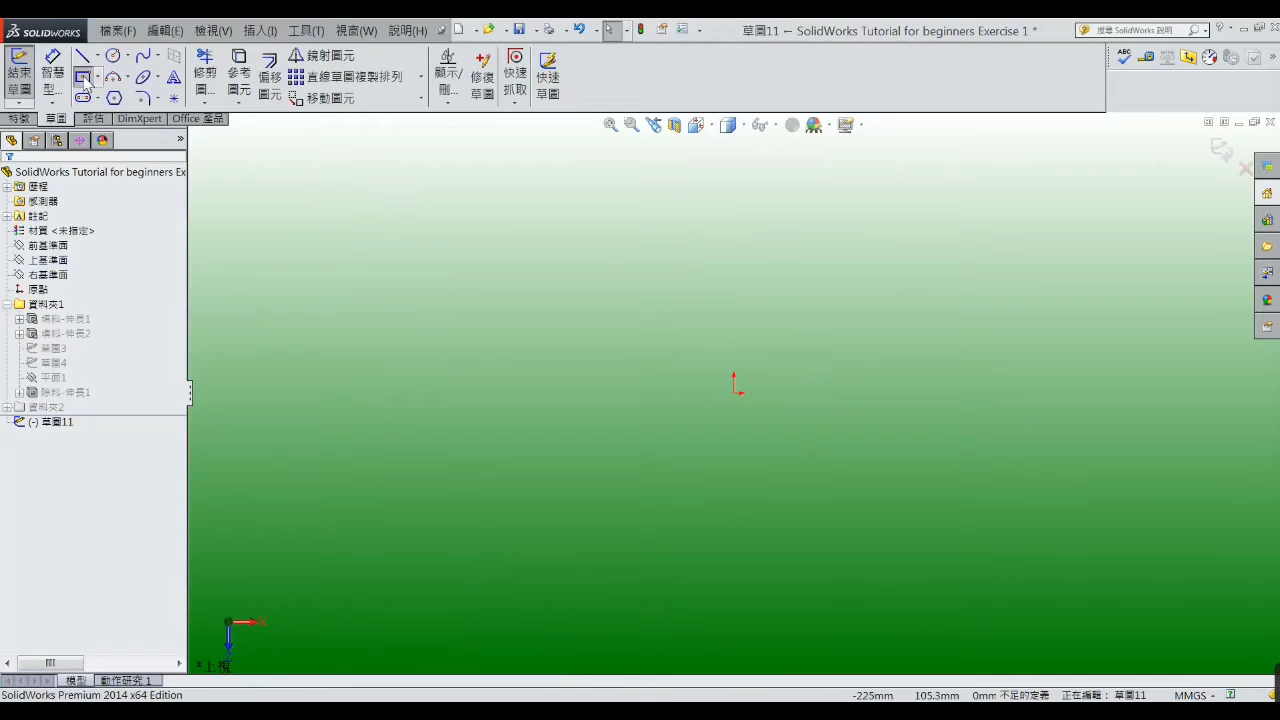 SOLIDWORKS 檔案(F) 編輯(E) 檢視(V) 插入(I) 工具(T) 視窗(W) 說明(L) 草圖11 ← SolidWorks Tutorial for beginners Exercise 1 * 搜尋 SolidWorks 說明
結束草圖 智慧型... 修剪圖元... 參考圖元 偏移圖元 鏡射圖元 直線草圖複製排列 移動圖元 顯示/刪... 修復草圖 快速抓取 快速草圖
特徵 草圖 評估 DimXpert Office 產品
SolidWorks Tutorial for beginners Ex
歷程
感測器
註記
材質 <未指定>
前基準面
上基準面
右基準面
原點
資料夾1
填料-伸長1
填料-伸長2
草圖3
草圖4
平面1
除料-伸長1
資料夾2
(-) 草圖11
*上視
模型 動作研究 1
SolidWorks Premium 2014 x64 Edition -225mm 105.3mm 0mm 不足的定義 正在編輯： 草圖11 MMGS